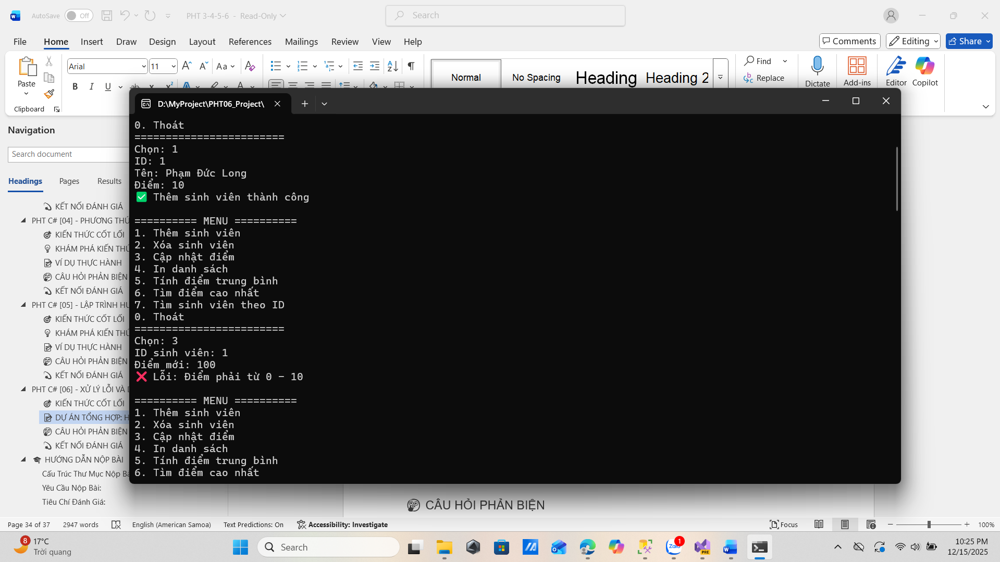 AutoSave Off PHT 3-4-5-6 - Read-Only Search
File Home Insert Draw Design Layout References Mailings Review View Help Comments Editing Share
Paste Arial 11 Aa Normal No Spacing Heading Heading 2 Find Replace Dictate Add-ins Editor Copilot
B I U ab x x A A
Clipboard
D:\MyProject\PHT06_Project\
Navigation
Search document
Headings Pages Results
KẾT NỐI ĐÁNH GIÁ
PHT C# [04] - PHƯƠNG THỨ
KIẾN THỨC CỐT LÕI
KHÁM PHÁ KIẾN THỨ
VÍ DỤ THỰC HÀNH
CÂU HỎI PHẢN BIỆN
KẾT NỐI ĐÁNH GIÁ
PHT C# [05] - LẬP TRÌNH HƯ
KIẾN THỨC CỐT LÕI
KHÁM PHÁ KIẾN THỨ
VÍ DỤ THỰC HÀNH
CÂU HỎI PHẢN BIỆN
KẾT NỐI ĐÁNH GIÁ
PHT C# [06] - XỬ LÝ LỖI VÀ D
KIẾN THỨC CỐT LÕI
DỰ ÁN TỔNG HỢP: H
CÂU HỎI PHẢN BIỆN
KẾT NỐI ĐÁNH GIÁ
HƯỚNG DẪN NỘP BÀI
Cấu Trúc Thư Mục Nộp Bà
Yêu Cầu Nộp Bài:
Tiêu Chí Đánh Giá:
0. Thoát
========================
Chọn: 1
ID: 1
Tên: Phạm Đức Long
Điểm: 10
✅ Thêm sinh viên thành công
========== MENU ==========
1. Thêm sinh viên
2. Xóa sinh viên
3. Cập nhật điểm
4. In danh sách
5. Tính điểm trung bình
6. Tìm điểm cao nhất
7. Tìm sinh viên theo ID
0. Thoát
========================
Chọn: 3
ID sinh viên: 1
Điểm mới: 100
❌ Lỗi: Điểm phải từ 0 - 10
========== MENU ==========
1. Thêm sinh viên
2. Xóa sinh viên
3. Cập nhật điểm
4. In danh sách
5. Tính điểm trung bình
6. Tìm điểm cao nhất
CÂU HỎI PHẢN BIỆN
Page 34 of 37 2947 words English (American Samoa) Text Predictions: On Accessibility: Investigate Focus 100%
8 17°C
Trời quang
Search
Zalo 1
PRE
10:25 PM
12/15/2025